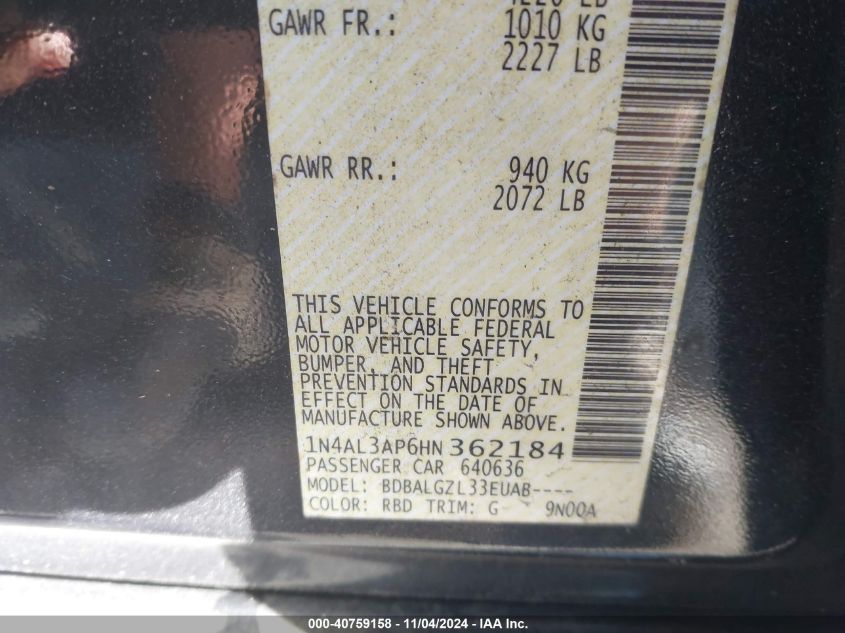 GAWR FR.: 1010 KG
2227 LB
GAWR RR.: 940 KG
2072 LB
THIS VEHICLE CONFORMS TO
ALL APPLICABLE FEDERAL
MOTOR VEHICLE SAFETY,
BUMPER, AND THEFT
PREVENTION STANDARDS IN
EFFECT ON THE DATE OF
MANUFACTURE SHOWN ABOVE.
1N4AL3AP6HN362184
PASSENGER CAR 640636
MODEL: BDBALGZL33EUAB----
COLOR: RBD TRIM: G 9N00A
000-40759158 - 11/04/2024 - IAA Inc.